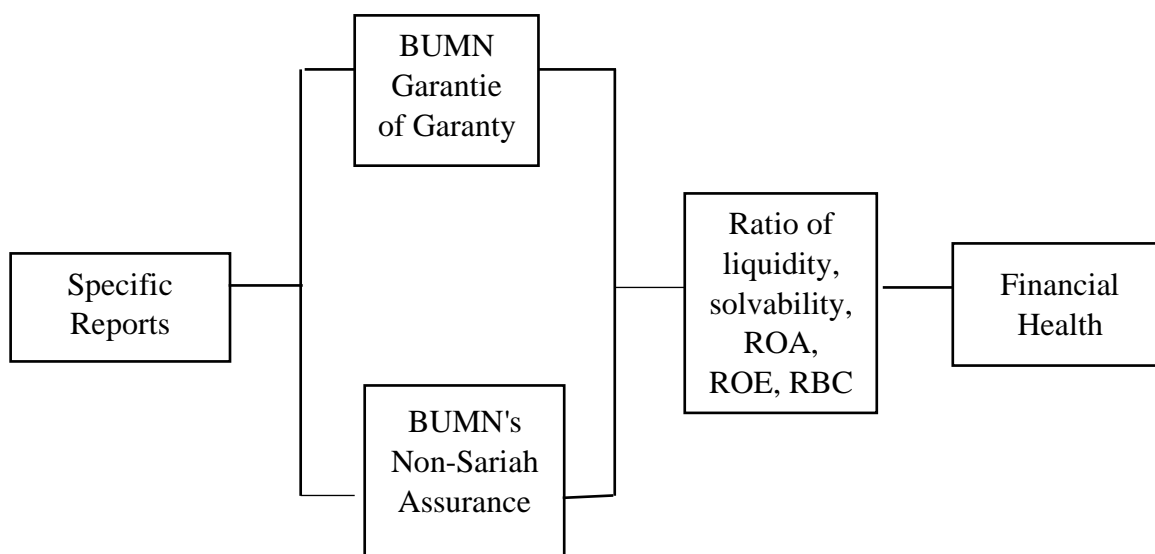 BUMN
Garantie
of Garanty
Specific
Reports
Ratio of
liquidity,
solvability,
ROA,
ROE, RBC
Financial
Health
BUMN's
Non-Sariah
Assurance